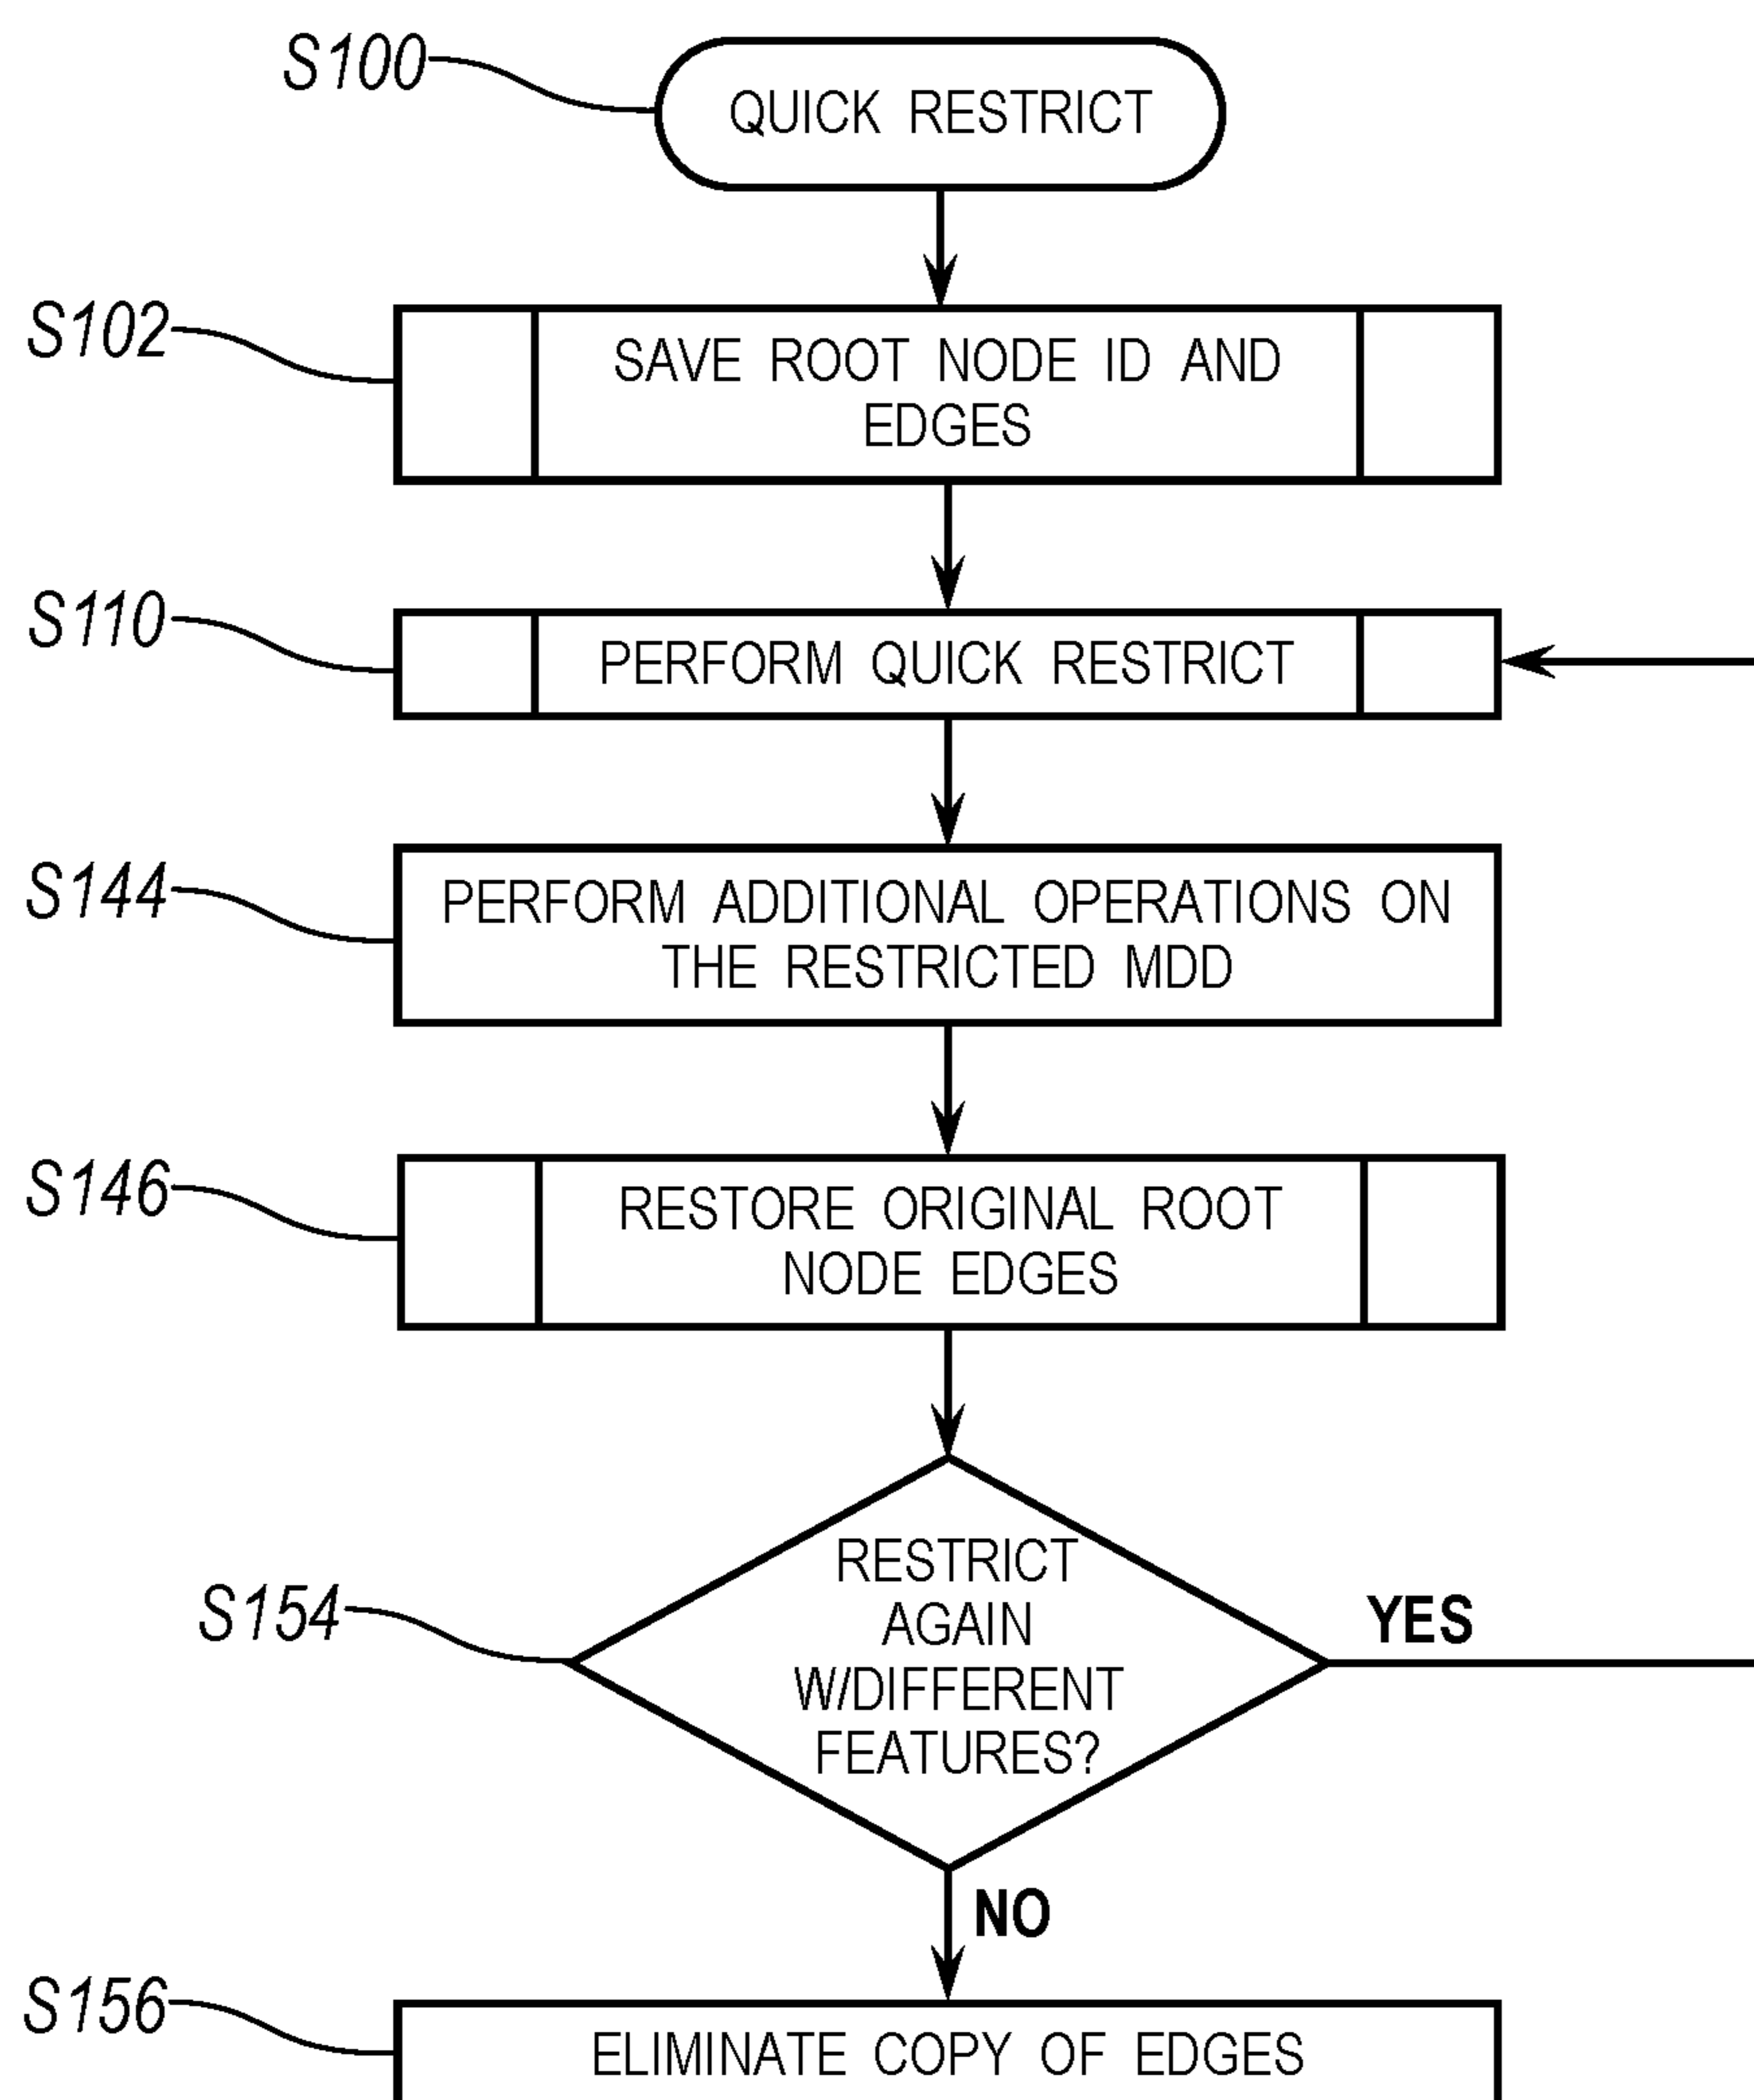 S100
QUICK RESTRICT
S102
SAVE ROOT NODE ID AND
EDGES
S110
PERFORM QUICK RESTRICT
S144
PERFORM ADDITIONAL OPERATIONS ON
THE RESTRICTED MDD
S146
RESTORE ORIGINAL ROOT
NODE EDGES
S154
RESTRICT
AGAIN
W/DIFFERENT
FEATURES?
YES
NO
S156
ELIMINATE COPY OF EDGES